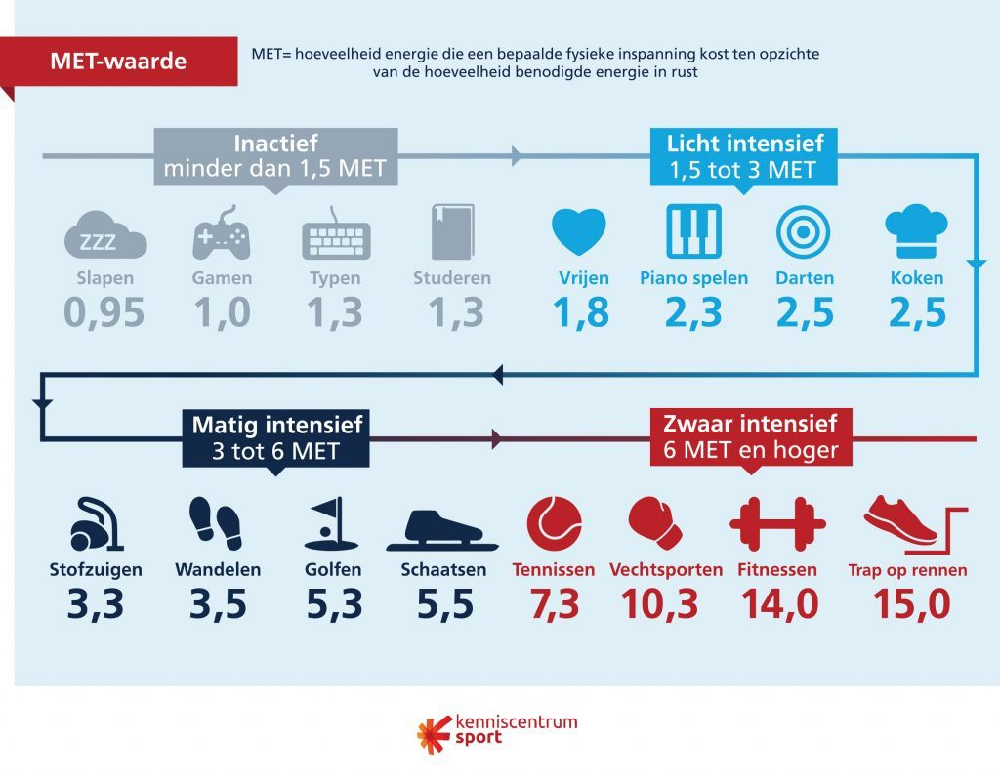 MET-waarde
MET= hoeveelheid energie die een bepaalde fysieke inspanning kost ten opzichte
van de hoeveelheid benodigde energie in rust
Inactief
minder dan 1,5 MET
Licht intensief
1,5 tot 3 MET
ZZZ
Slapen Gamen Typen Studeren Vrijen Piano spelen Darten Koken
0,95 1,0 1,3 1,3 1,8 2,3 2,5 2,5
Matig intensief
3 tot 6 MET
Zwaar intensief
6 MET en hoger
Stofzuigen Wandelen Golfen Schaatsen Tennissen Vechtsporten Fitnessen Trap op rennen
3,3 3,5 5,3 5,5 7,3 10,3 14,0 15,0
kenniscentrum
sport